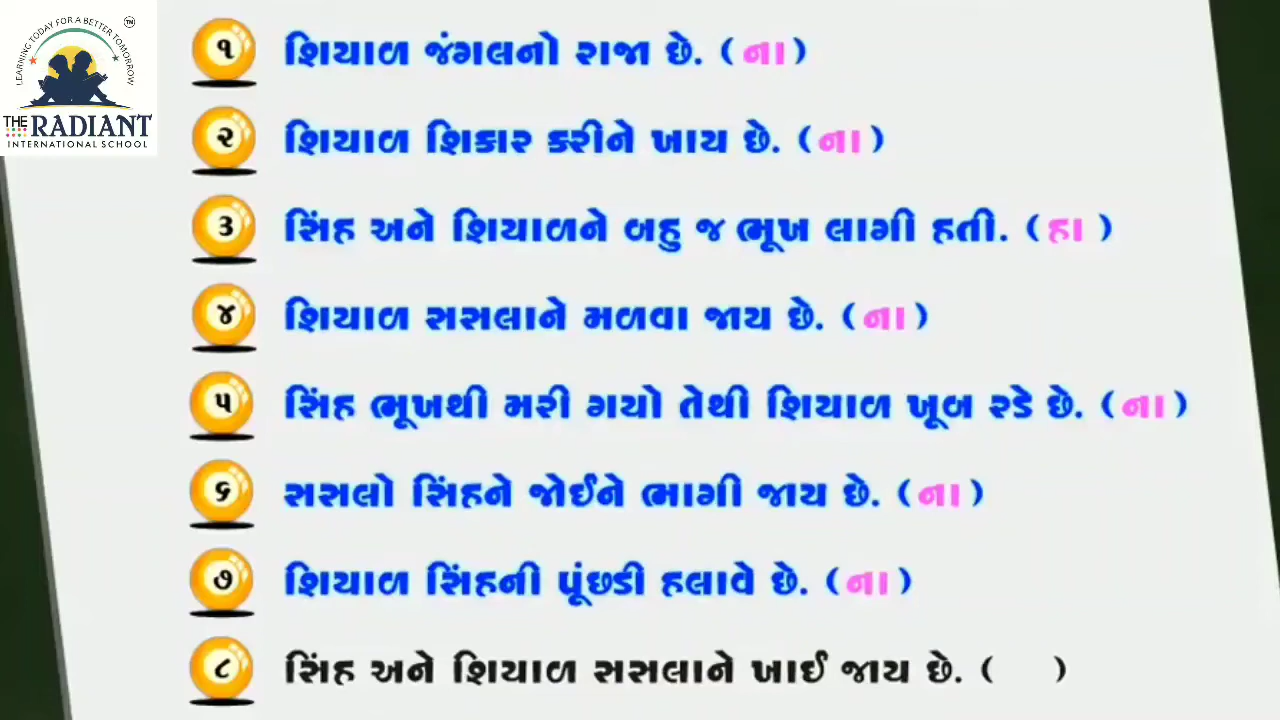 LEARNING TODAY FOR A BETTER TOMORROW
TM
THE RADIANT
INTERNATIONAL SCHOOL
૧ શિયાળ જંગલનો રાજા છે. (ના)
૨ શિયાળ શિકાર કરીને ખાય છે. (ના)
૩ સિંહ અને શિયાળને બહુ જ ભૂખ લાગી હતી. (હા )
૪ શિયાળ સસલાને મળવા જાય છે. (ના)
૫ સિંહ ભૂખથી મરી ગયો તેથી શિયાળ ખૂબ રડે છે. (ના)
૬ સસલો સિંહને જોઈને ભાગી જાય છે. (ના)
૭ શિયાળ સિંહની પૂંછડી હલાવે છે. (ના)
૮ સિંહ અને શિયાળ સસલાને ખાઈ જાય છે. ( )